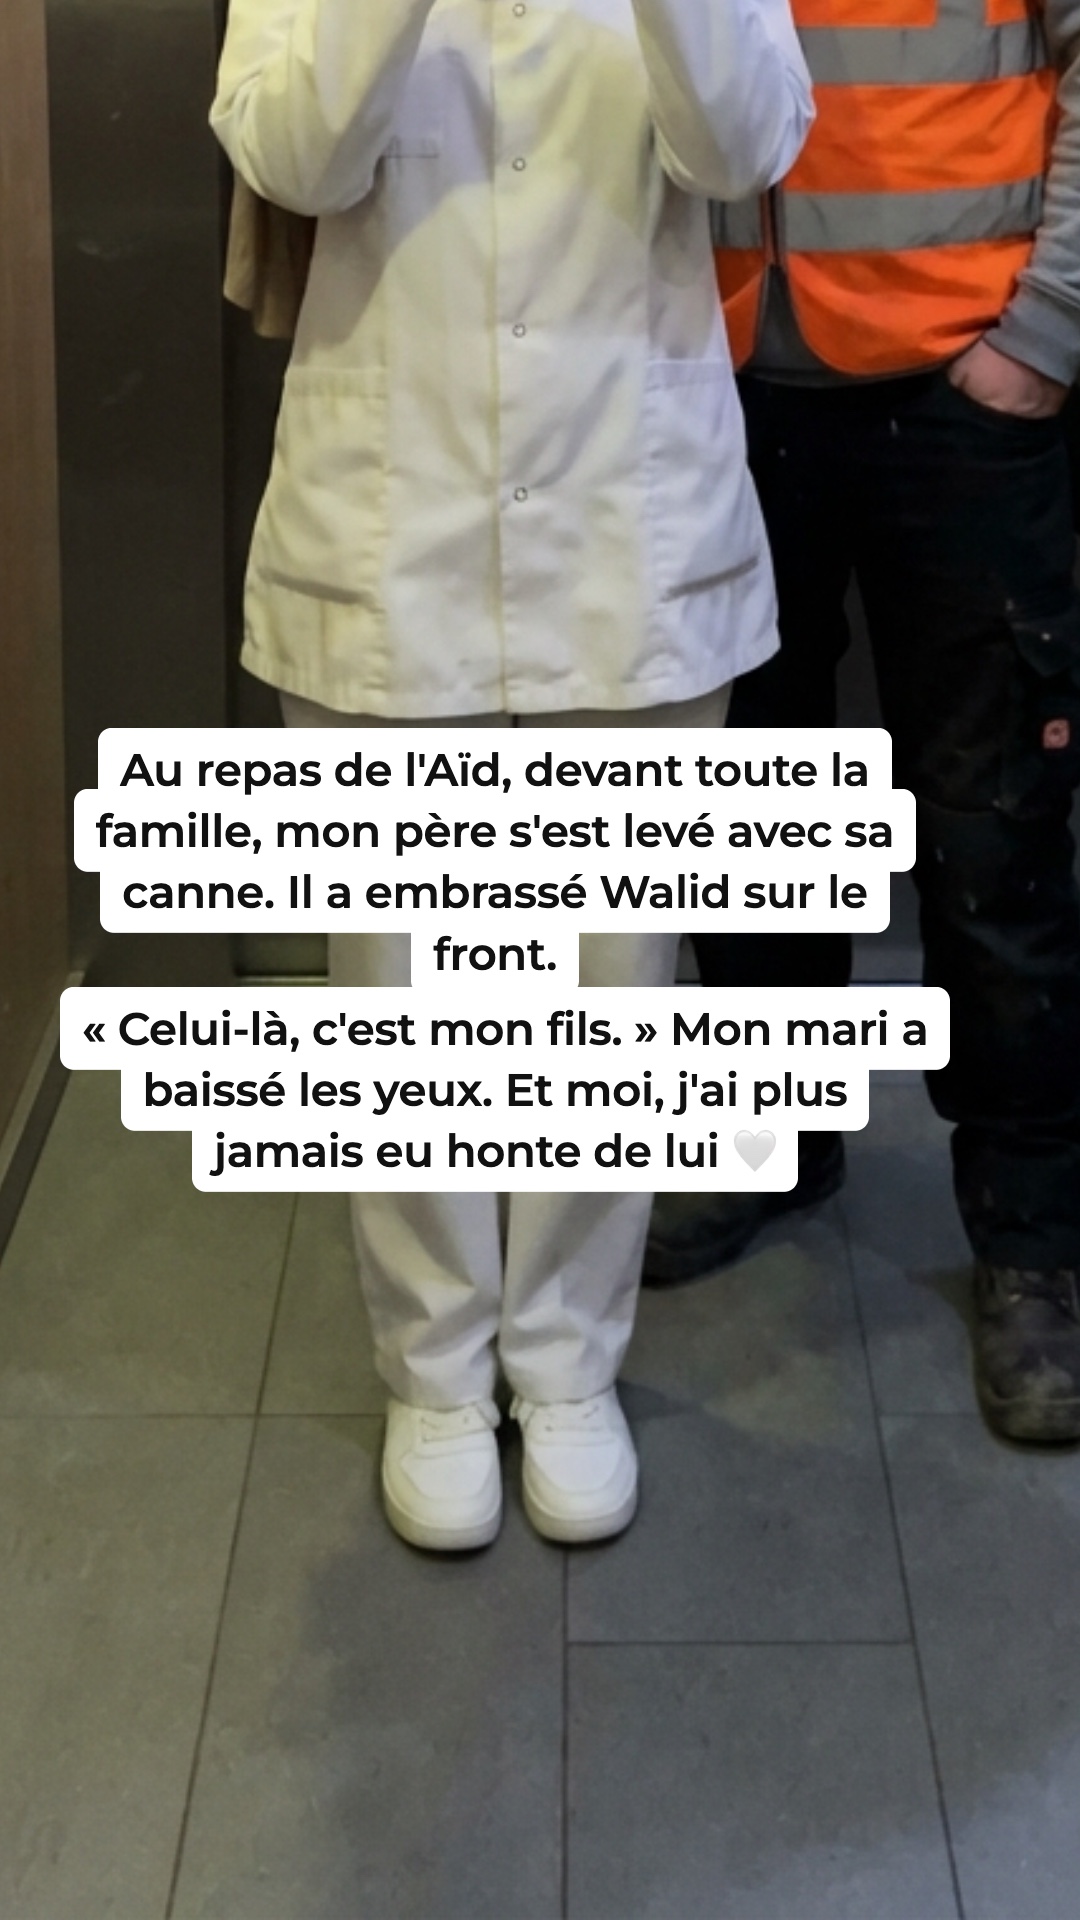 Au repas de l'Aïd, devant toute la
famille, mon père s'est levé avec sa
canne. Il a embrassé Walid sur le
front.
« Celui-là, c'est mon fils. » Mon mari a
baissé les yeux. Et moi, j'ai plus
jamais eu honte de lui 🤍